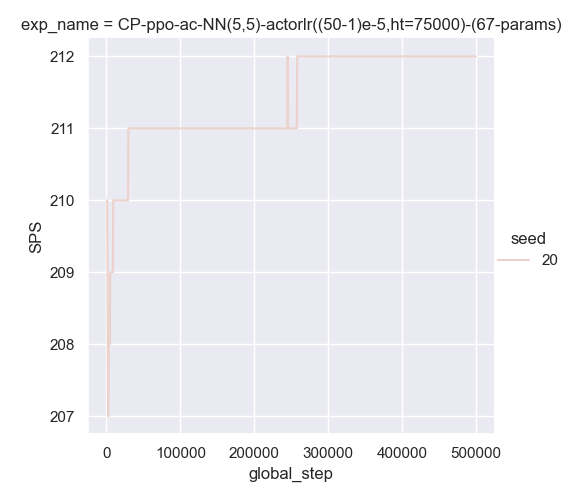 exp_name = CP-ppo-ac-NN(5,5)-actorlr((50-1)e-5,ht=75000)-(67-params)
212
211
210
209
208
207
SPS
seed
20
0 100000 200000 300000 400000 500000
global_step